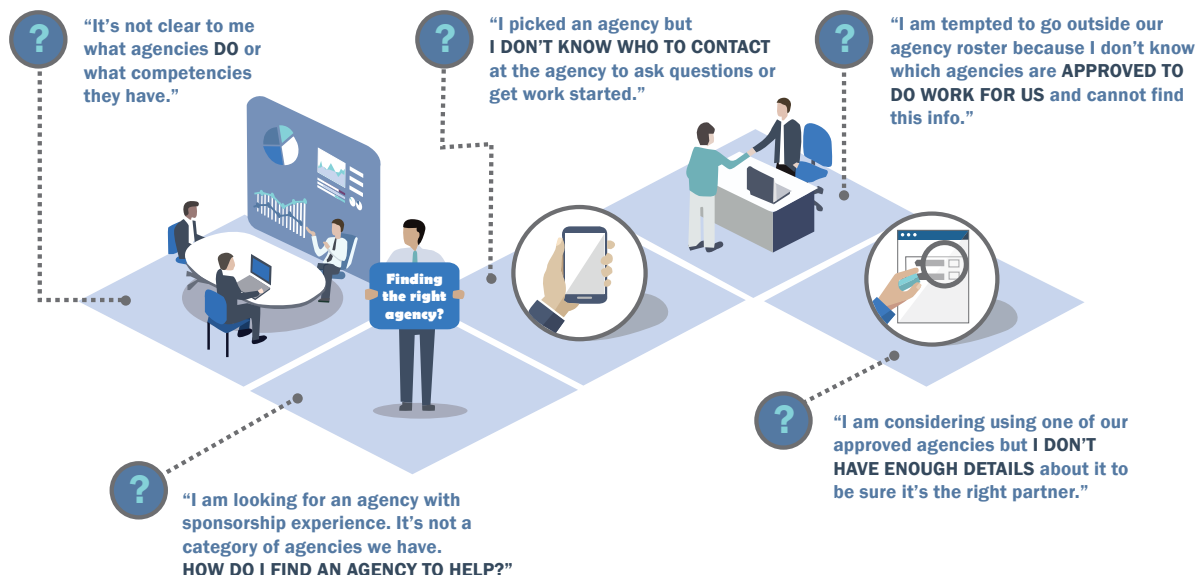 ?
“It’s not clear to me
what agencies DO or
what competencies
they have.”
?
“I picked an agency but
I DON’T KNOW WHO TO CONTACT
at the agency to ask questions or
get work started.”
?
“I am tempted to go outside our
agency roster because I don’t know
which agencies are APPROVED TO
DO WORK FOR US and cannot find
this info.”
Finding
the right
agency?
?
“I am looking for an agency with
sponsorship experience. It’s not a
category of agencies we have.
HOW DO I FIND AN AGENCY TO HELP?”
?
“I am considering using one of our
approved agencies but I DON’T
HAVE ENOUGH DETAILS about it to
be sure it’s the right partner.”